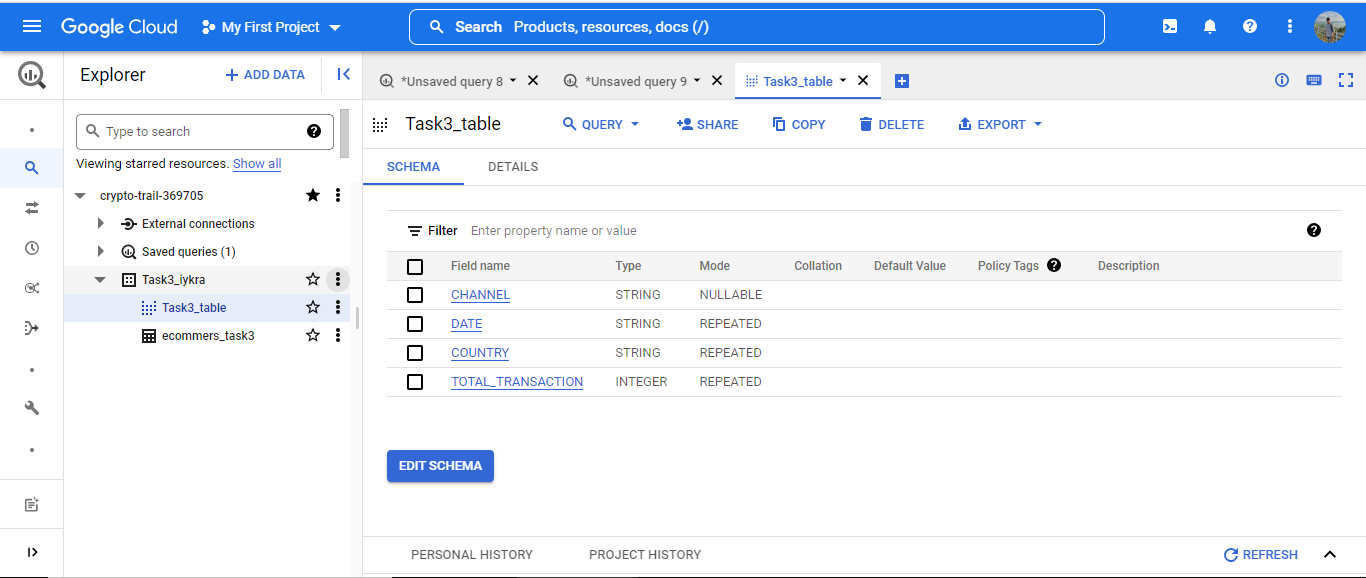 Google Cloud My First Project Search Products, resources, docs (/)
Explorer + ADD DATA
Type to search
Viewing starred resources. Show all
crypto-trail-369705
External connections
Saved queries (1)
Task3_iykra
Task3_table
ecommers_task3
*Unsaved query 8 *Unsaved query 9 Task3_table
Task3_table QUERY SHARE COPY DELETE EXPORT
SCHEMA DETAILS
Filter Enter property name or value
Field name Type Mode Collation Default Value Policy Tags Description
CHANNEL STRING NULLABLE
DATE STRING REPEATED
COUNTRY STRING REPEATED
TOTAL_TRANSACTION INTEGER REPEATED
EDIT SCHEMA
PERSONAL HISTORY PROJECT HISTORY REFRESH